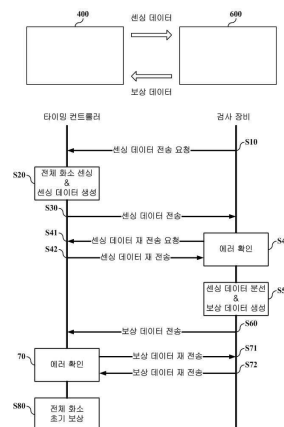 400
600
센싱 데이터
보상 데이터
타이밍 컨트롤러
검사 장비
S10
센싱 데이터 전송 요청
S20
전체 화소 센싱
&
센싱 데이터 생성
S30
센싱 데이터 전송
S41
센싱 데이터 재 전송 요청
S42
센싱 데이터 재 전송
에러 확인
S4
센싱 데이터 분석
&
보상 데이터 생성
S5
S60
보상 데이터 전송
70
에러 확인
S71
보상 데이터 재 전송 요청
S72
보상 데이터 재 전송
S80
전체 화소
초기 보상